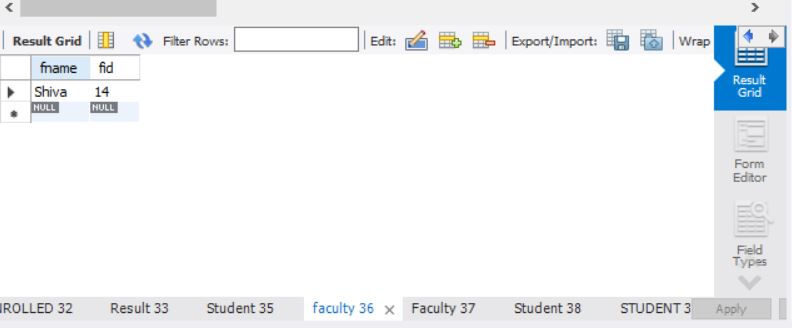 Result Grid Filter Rows: Edit: Export/Import: Wrap
fname fid
Shiva 14
NULL NULL
Result
Grid
Form
Editor
Field
Types
NROLLED 32 Result 33 Student 35 faculty 36 Faculty 37 Student 38 STUDENT 3 Apply